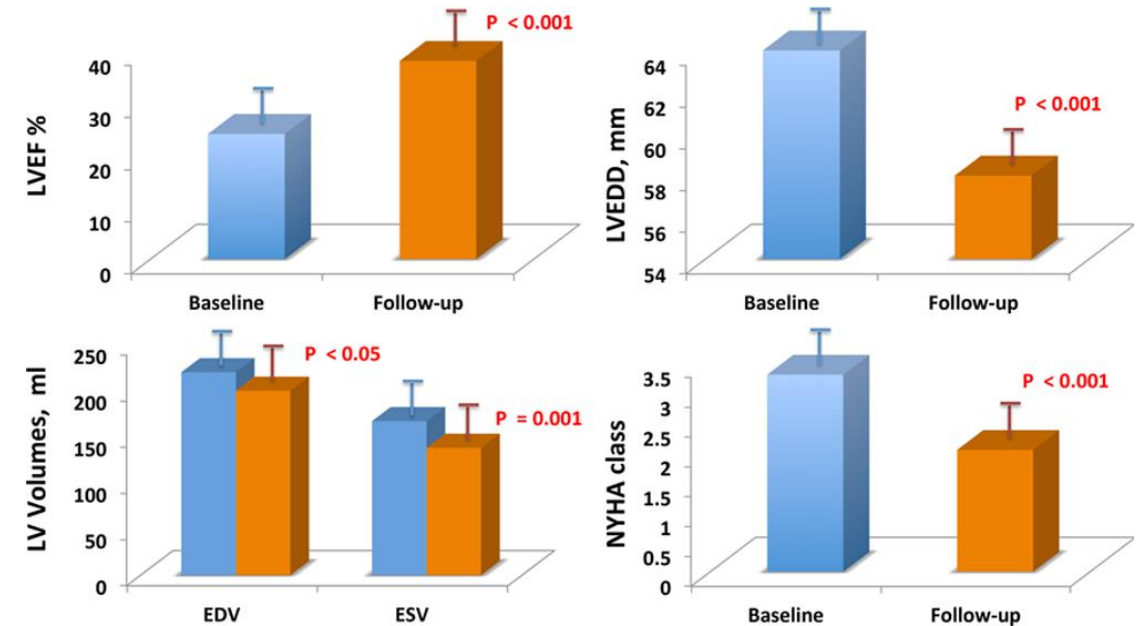 P < 0.001
LVEF %
40
30
20
10
0
Baseline Follow-up
P < 0.001
LVEDD, mm
64
62
60
58
56
54
Baseline Follow-up
P < 0.05
P = 0.001
LV Volumes, ml
250
200
150
100
50
0
EDV ESV
P < 0.001
NYHA class
3.5
3
2.5
2
1.5
1
0.5
0
Baseline Follow-up